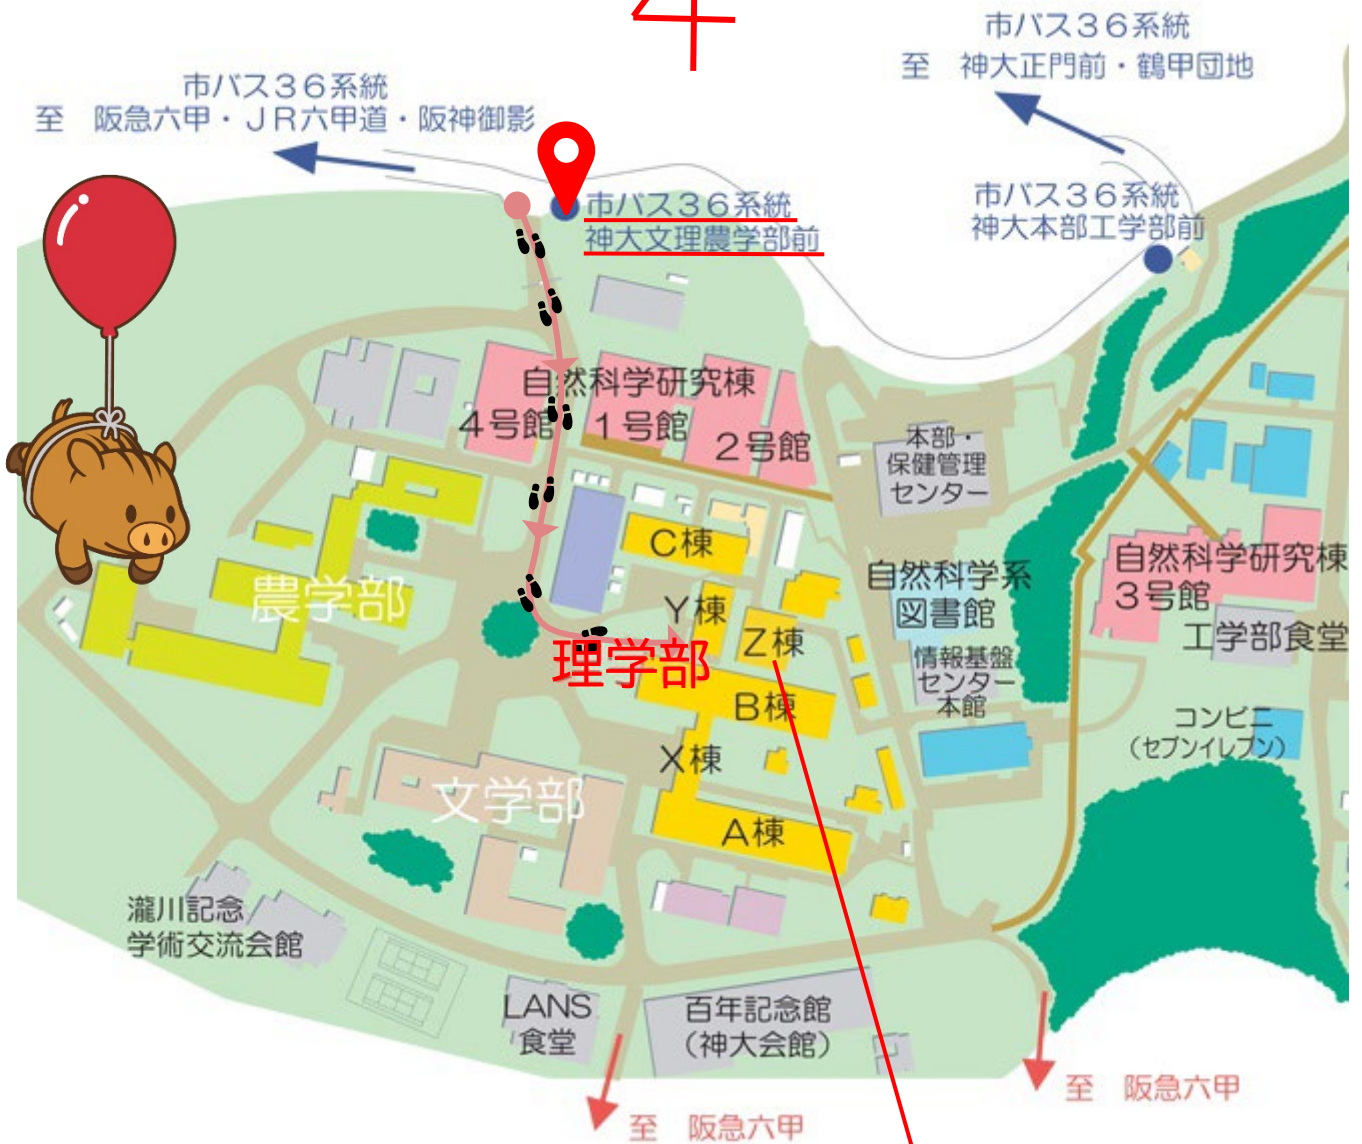 市バス36系統
至 神大正門前・鶴甲団地
市バス36系統
至 阪急六甲・JR六甲道・阪神御影
市バス36系統
神大文理農学部前
市バス36系統
神大本部工学部前
自然科学研究棟
4号館
1号館
2号館
本部・
保健管理
センター
C棟
自然科学研究棟
3号館
自然科学系
図書館
農学部
Y棟
Z棟
工学部食堂
理学部
情報基盤
センター
本館
B棟
コンビニ
(セブンイレブン)
X棟
文学部
A棟
瀧川記念
学術交流会館
LANS
食堂
百年記念館
(神大会館)
至 阪急六甲
至 阪急六甲